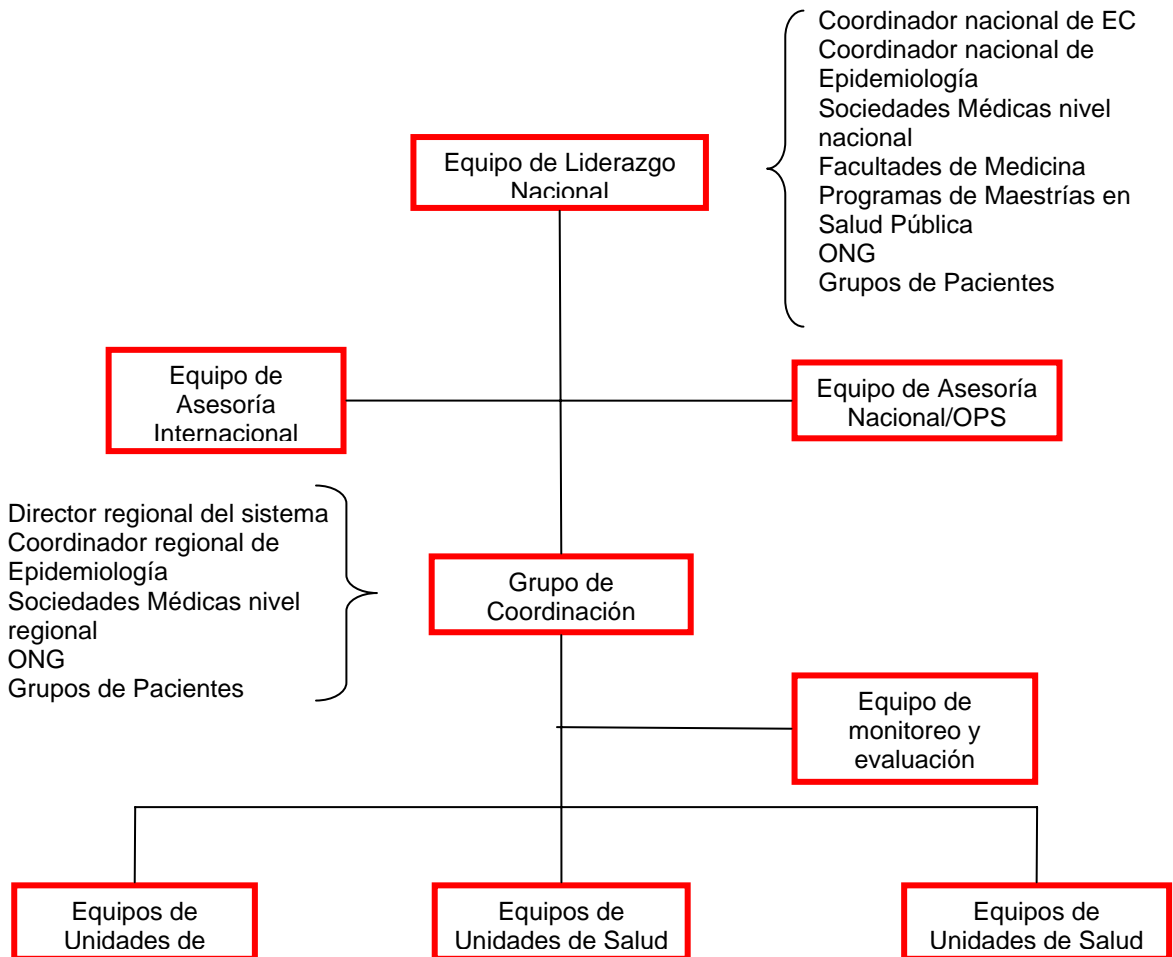 Coordinador nacional de EC
Coordinador nacional de
Epidemiología
Sociedades Médicas nivel
nacional
Facultades de Medicina
Programas de Maestrías en
Salud Pública
ONG
Grupos de Pacientes
Equipo de Liderazgo
Nacional
Equipo de
Asesoría
Internacional
Equipo de Asesoría
Nacional/OPS
Director regional del sistema
Coordinador regional de
Epidemiología
Sociedades Médicas nivel
regional
ONG
Grupos de Pacientes
Grupo de
Coordinación
Equipo de
monitoreo y
evaluación
Equipos de
Unidades de
Equipos de
Unidades de Salud
Equipos de
Unidades de Salud